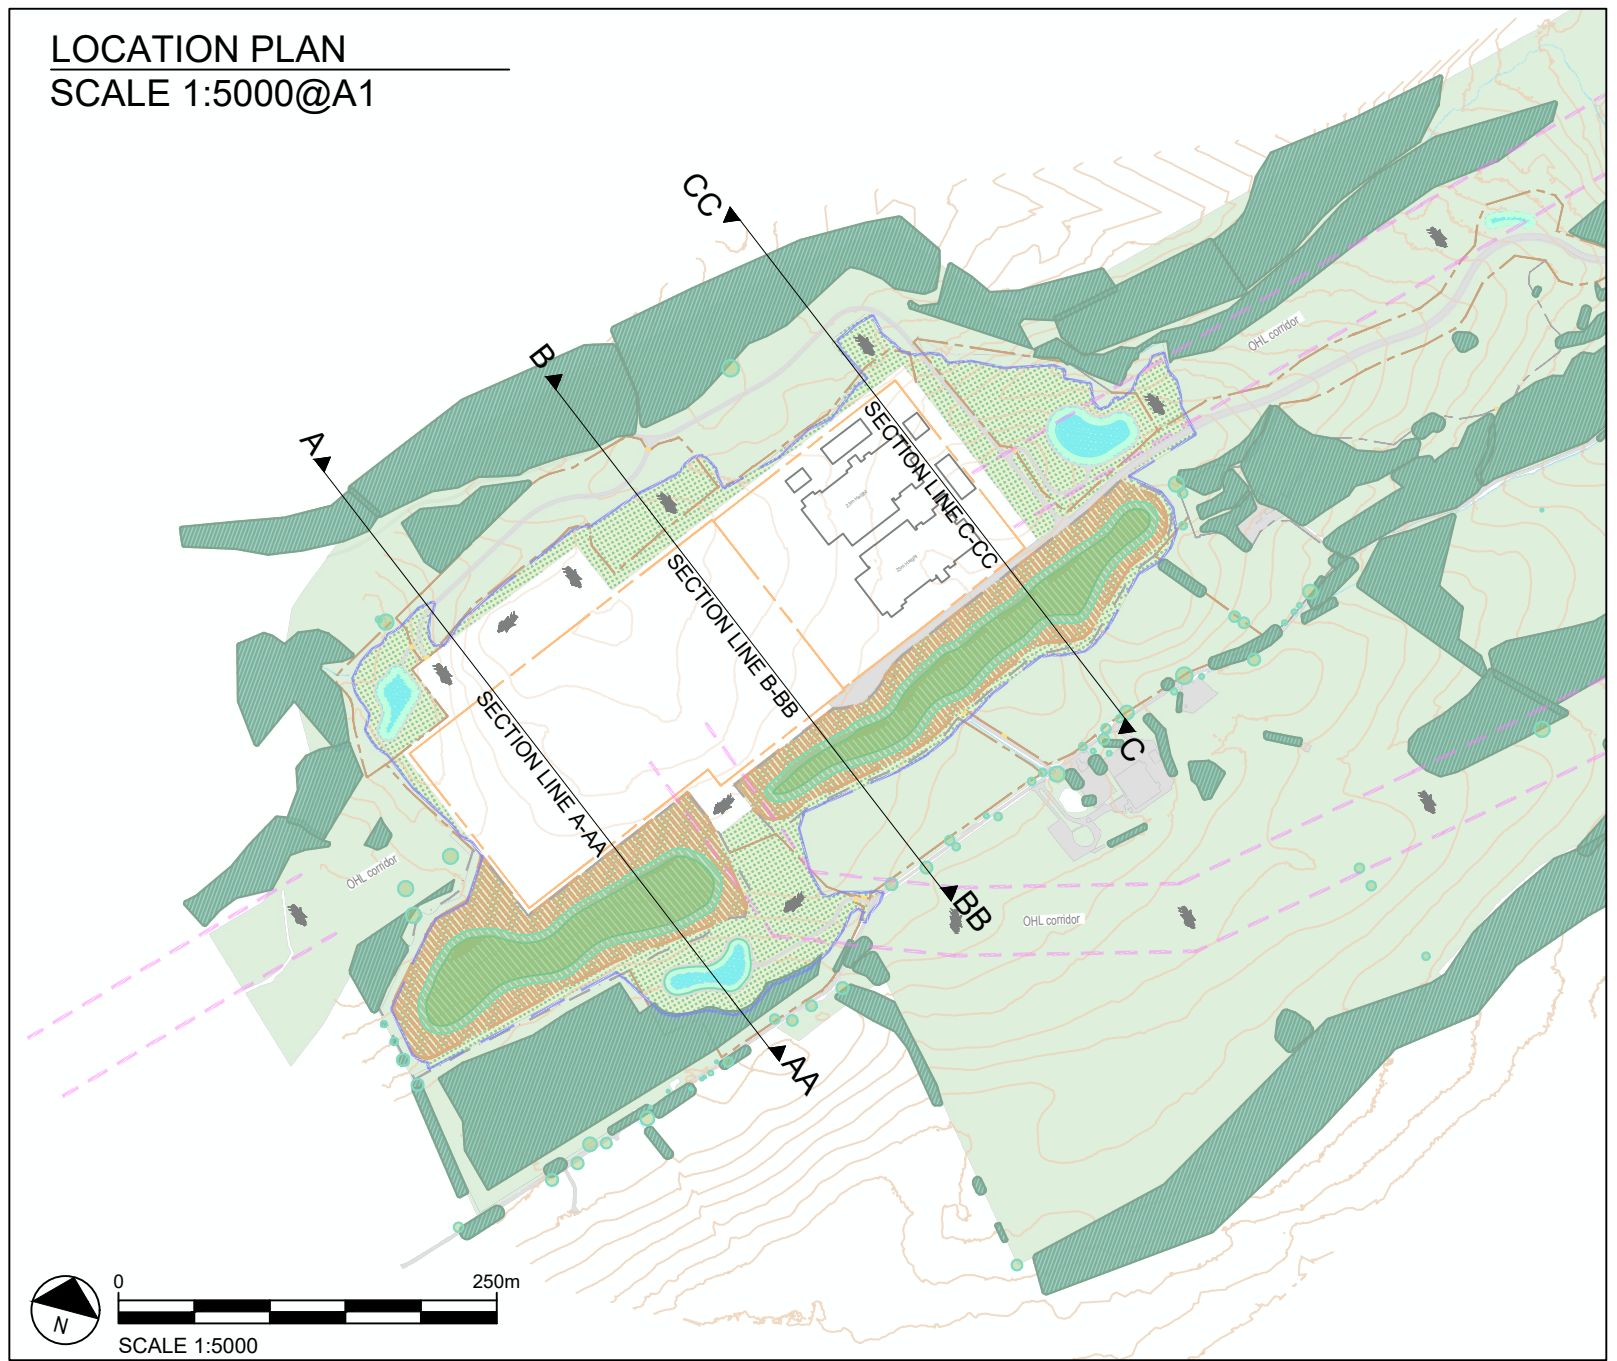 LOCATION PLAN
SCALE 1:5000@A1
CC
B
A
OHL corridor
SECTION LINE C-CC
SECTION LINE B-BB
SECTION LINE A-AA
C
OHL corridor
BB
OHL corridor
AA
0 250m
N
SCALE 1:5000